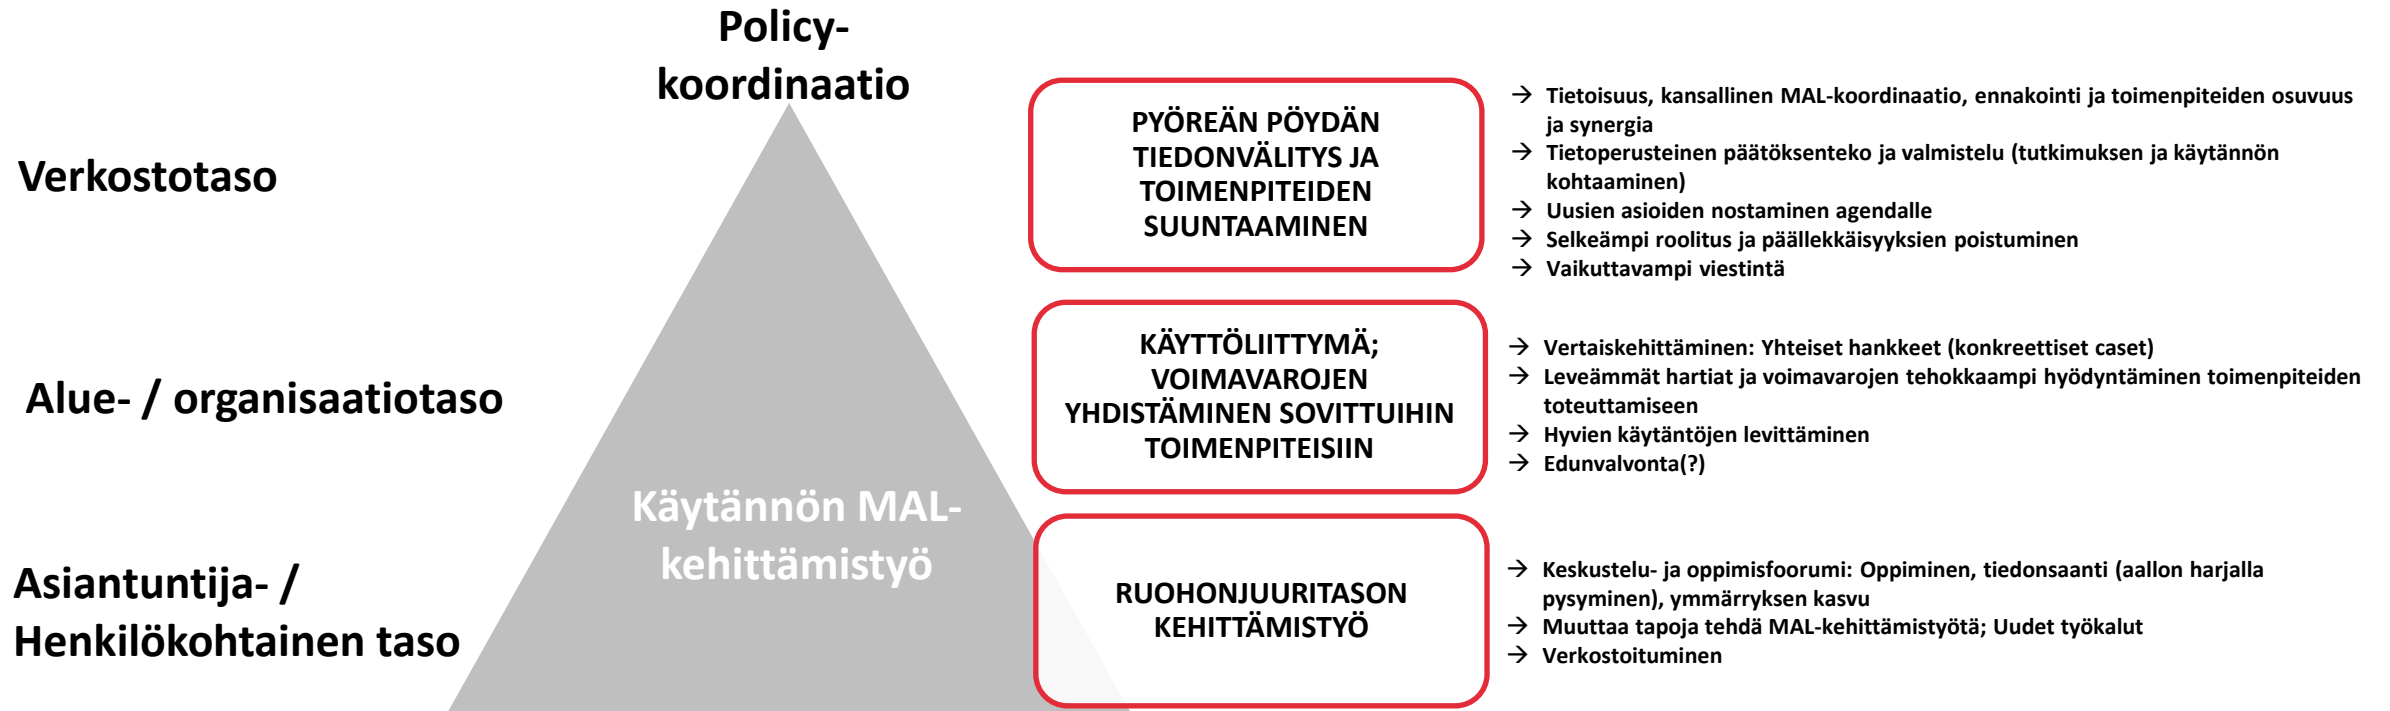 Policy-
koordinaatio
Verkostotaso
PYÖREÄN PÖYDÄN
TIEDONVÄLITYS JA
TOIMENPITEIDEN
SUUNTAAMINEN
→ Tietoisuus, kansallinen MAL-koordinaatio, ennakointi ja toimenpiteiden osuvuus
ja synergia
→ Tietoperusteinen päätöksenteko ja valmistelu (tutkimuksen ja käytännön
kohtaaminen)
→ Uusien asioiden nostaminen agendalle
→ Selkeämpi roolitus ja päällekkäisyyksien poistuminen
→ Vaikuttavampi viestintä
Alue- / organisaatiotaso
KÄYTTÖLIITTYMÄ;
VOIMAVAROJEN
YHDISTÄMINEN SOVITTUIHIN
TOIMENPITEISIIN
→ Vertaiskehittäminen: Yhteiset hankkeet (konkreettiset caset)
→ Leveämmät hartiat ja voimavarojen tehokkaampi hyödyntäminen toimenpiteiden
toteuttamiseen
→ Hyvien käytäntöjen levittäminen
→ Edunvalvonta(?)
Käytännön MAL-
kehittämistyö
Asiantuntija- /
Henkilökohtainen taso
RUOHONJUURITASON
KEHITTÄMISTYÖ
→ Keskustelu- ja oppimisfoorumi: Oppiminen, tiedonsaanti (aallon harjalla
pysyminen), ymmärryksen kasvu
→ Muuttaa tapoja tehdä MAL-kehittämistyötä; Uudet työkalut
→ Verkostoituminen